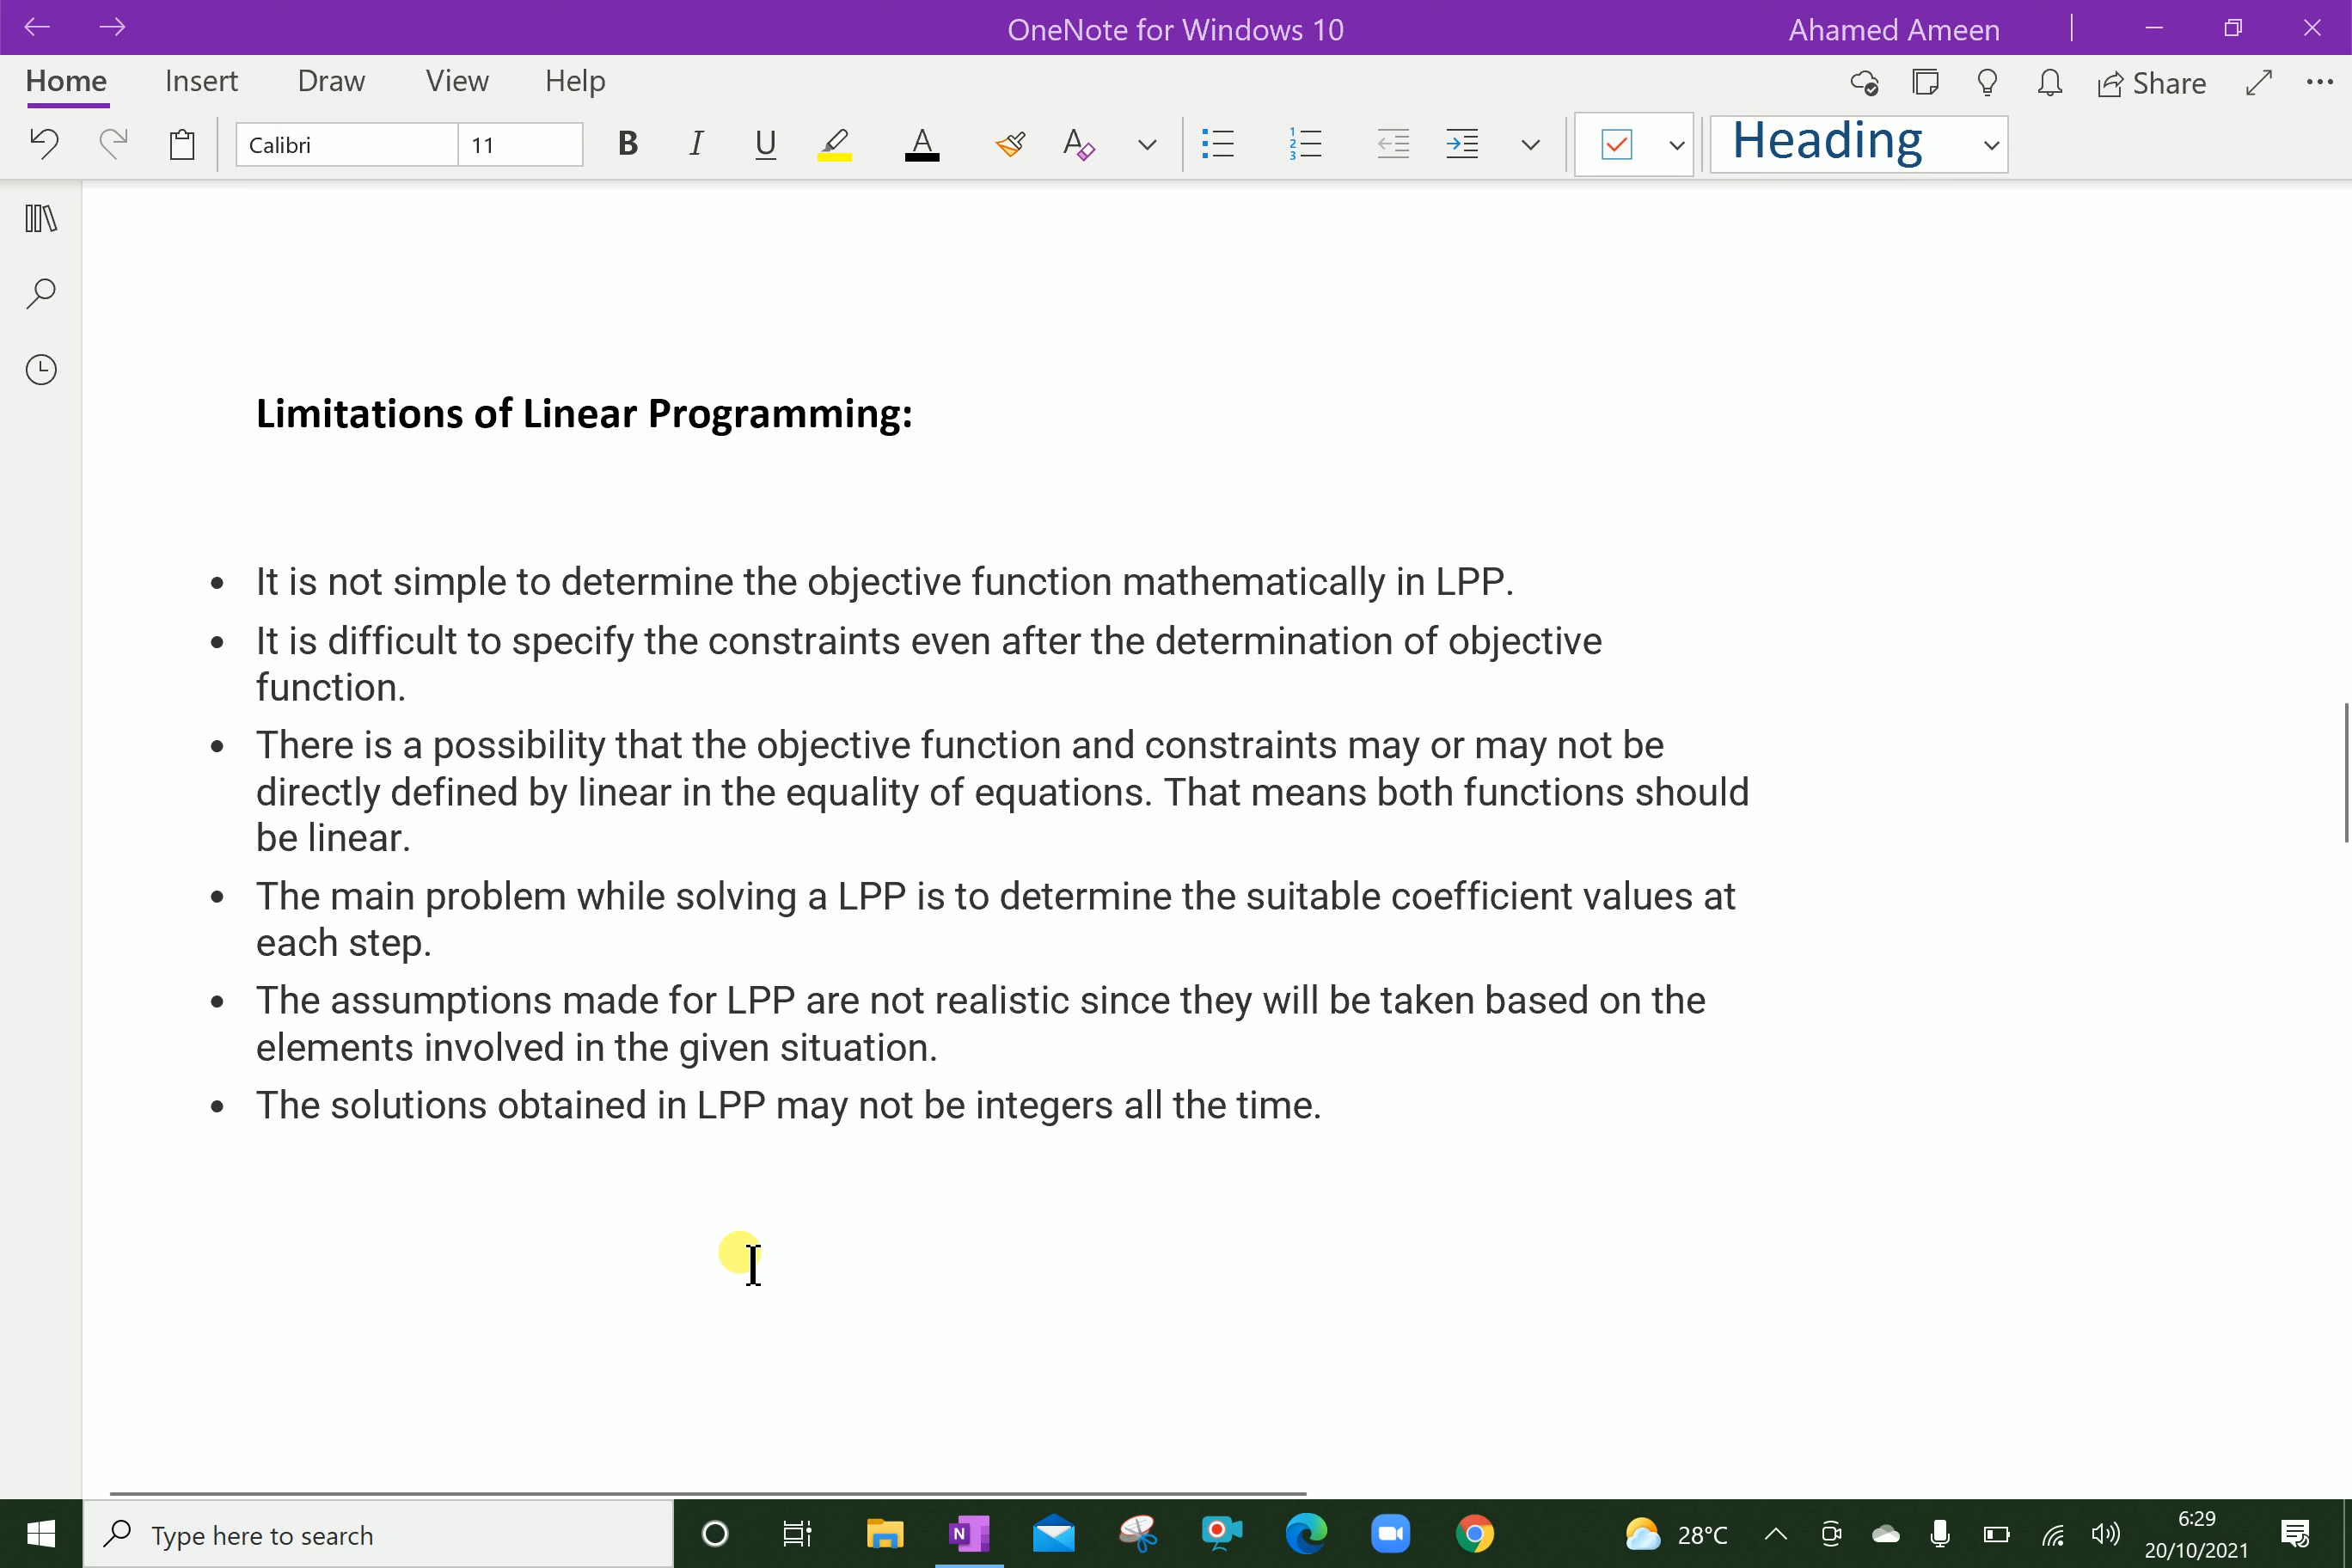 OneNote for Windows 10
Ahamed Ameen
Home Insert Draw View Help
Share
Calibri 11 B I U A A
Heading
Limitations of Linear Programming:
• It is not simple to determine the objective function mathematically in LPP.
• It is difficult to specify the constraints even after the determination of objective
function.
• There is a possibility that the objective function and constraints may or may not be
directly defined by linear in the equality of equations. That means both functions should
be linear.
• The main problem while solving a LPP is to determine the suitable coefficient values at
each step.
• The assumptions made for LPP are not realistic since they will be taken based on the
elements involved in the given situation.
• The solutions obtained in LPP may not be integers all the time.
Type here to search
N
28°C
6:29
20/10/2021